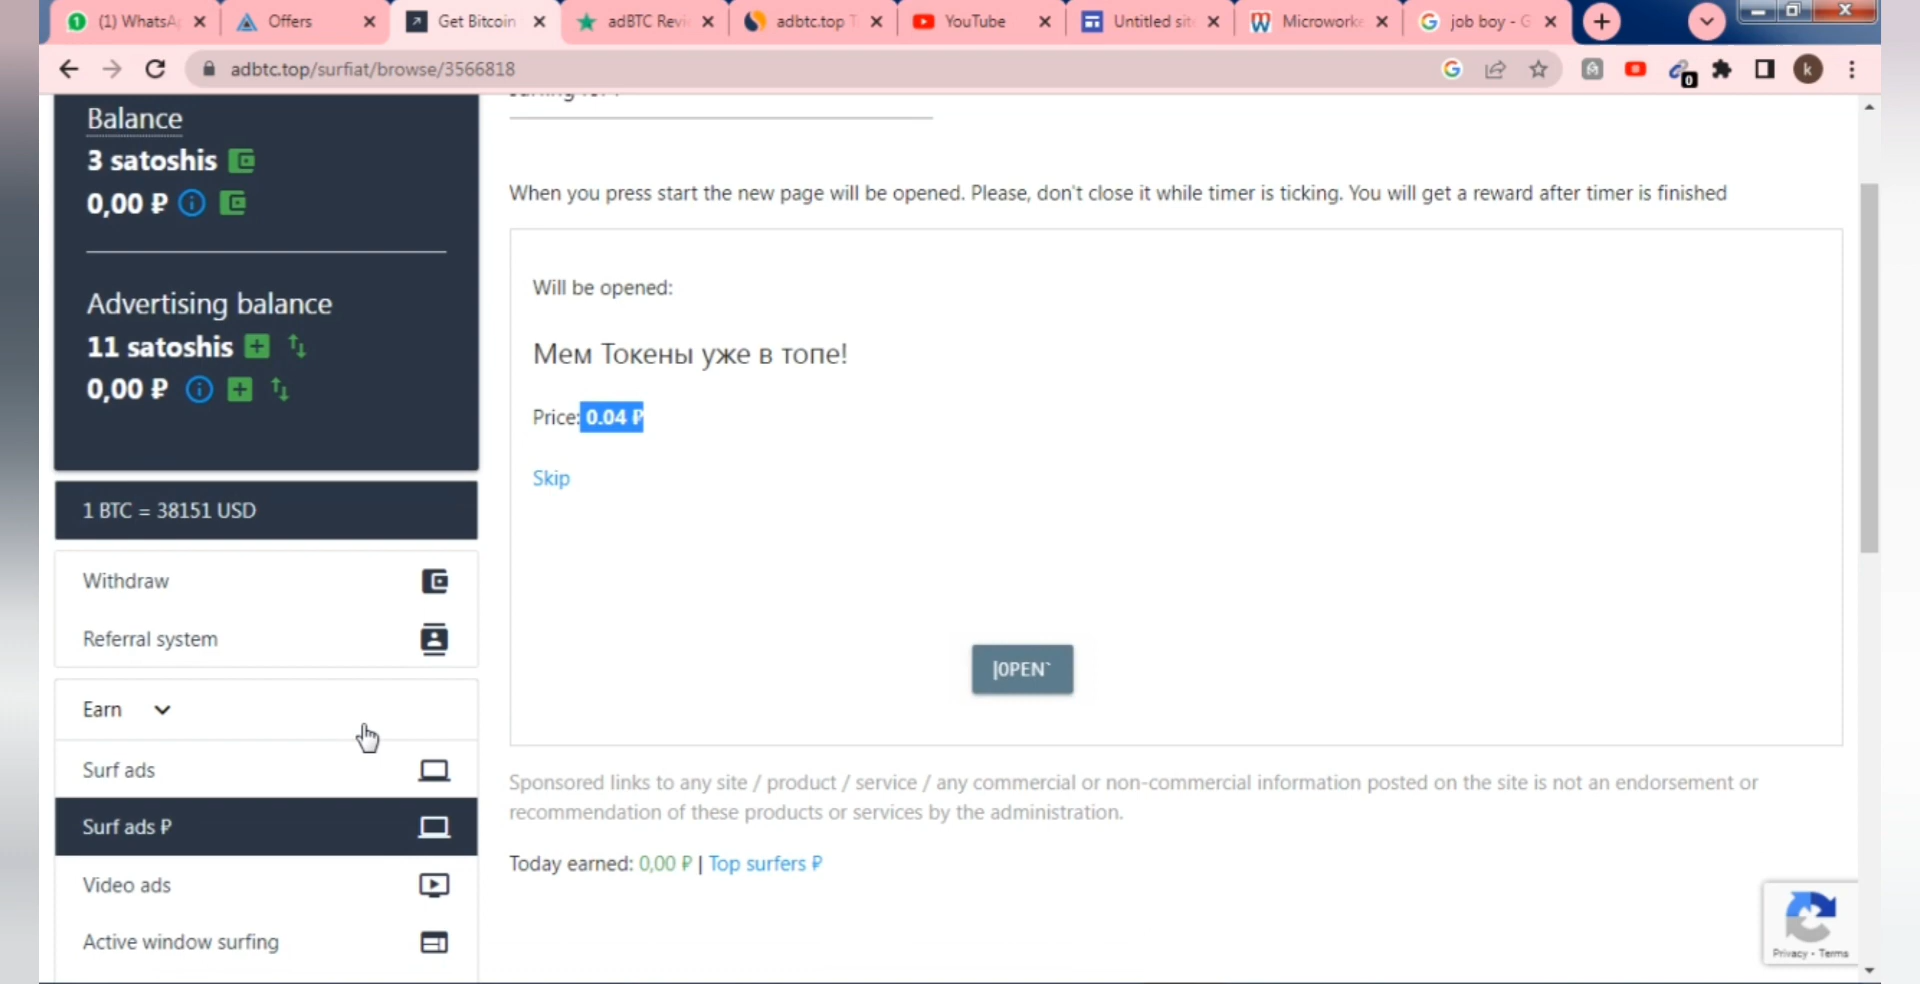 (1) WhatsA
Offers
Get Bitcoin
adBTC Revi
adbtc.top T
YouTube
Untitled sit
Microworke
job boy - G
adbtc.top/surfiat/browse/3566818
0
k
Balance
3 satoshis
0,00 ₽
Advertising balance
11 satoshis
0,00 ₽
1 BTC = 38151 USD
Withdraw
Referral system
Earn
Surf ads
Surf ads ₽
Video ads
Active window surfing
When you press start the new page will be opened. Please, don't close it while timer is ticking. You will get a reward after timer is finished
Will be opened:
Мем Токены уже в топе!
Price: 0.04 ₽
Skip
|OPEN`
Sponsored links to any site / product / service / any commercial or non-commercial information posted on the site is not an endorsement or
recommendation of these products or services by the administration.
Today earned: 0,00 ₽ | Top surfers ₽
Privacy - Terms